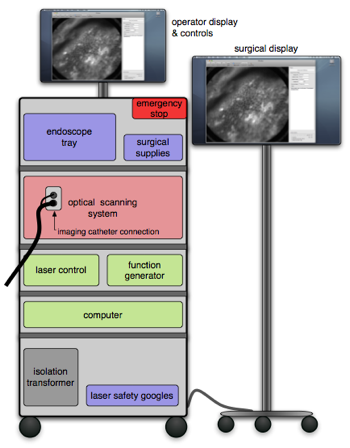 operator display
& controls
surgical display
emergency
stop
endoscope
tray
surgical
supplies
optical scanning
system
imaging catheter connection
laser control
function
generator
computer
isolation
transformer
laser safety googles